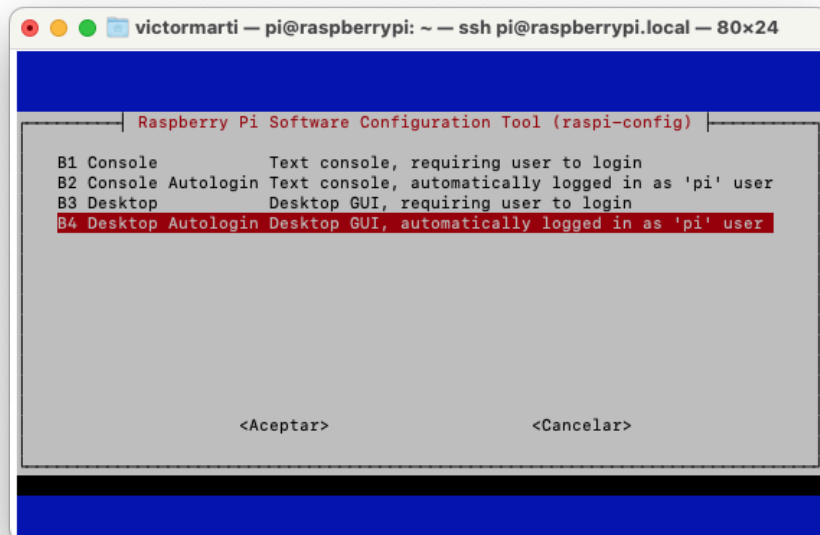 victormarti — pi@raspberrypi: ~ — ssh pi@raspberrypi.local — 80×24
Raspberry Pi Software Configuration Tool (raspi-config)
B1 Console Text console, requiring user to login
B2 Console Autologin Text console, automatically logged in as 'pi' user
B3 Desktop Desktop GUI, requiring user to login
B4 Desktop Autologin Desktop GUI, automatically logged in as 'pi' user
<Aceptar> <Cancelar>